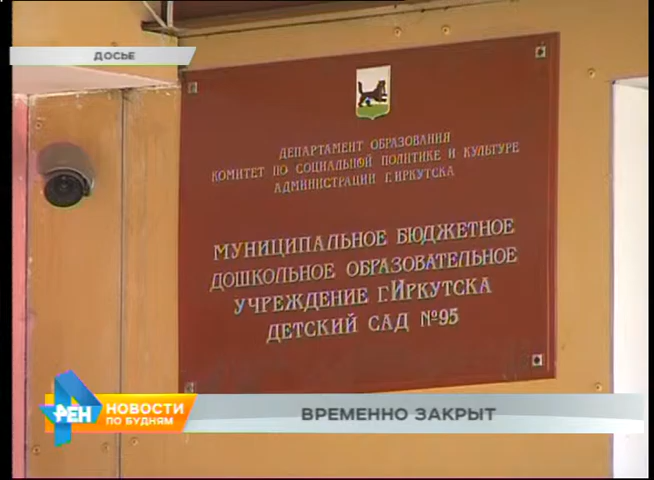 ДОСЬЕ
ДЕПАРТАМЕНТ ОБРАЗОВАНИЯ
КОМИТЕТ ПО СОЦИАЛЬНОЙ ПОЛИТИКЕ И КУЛЬТУРЕ
АДМИНИСТРАЦИИ Г.ИРКУТСКА
МУНИЦИПАЛЬНОЕ БЮДЖЕТНОЕ
ДОШКОЛЬНОЕ ОБРАЗОВАТЕЛЬНОЕ
УЧРЕЖДЕНИЕ Г.ИРКУТСКА
ДЕТСКИЙ САД №95
РЕН
НОВОСТИ
ПО БУДНЯМ
ВРЕМЕННО ЗАКРЫТ